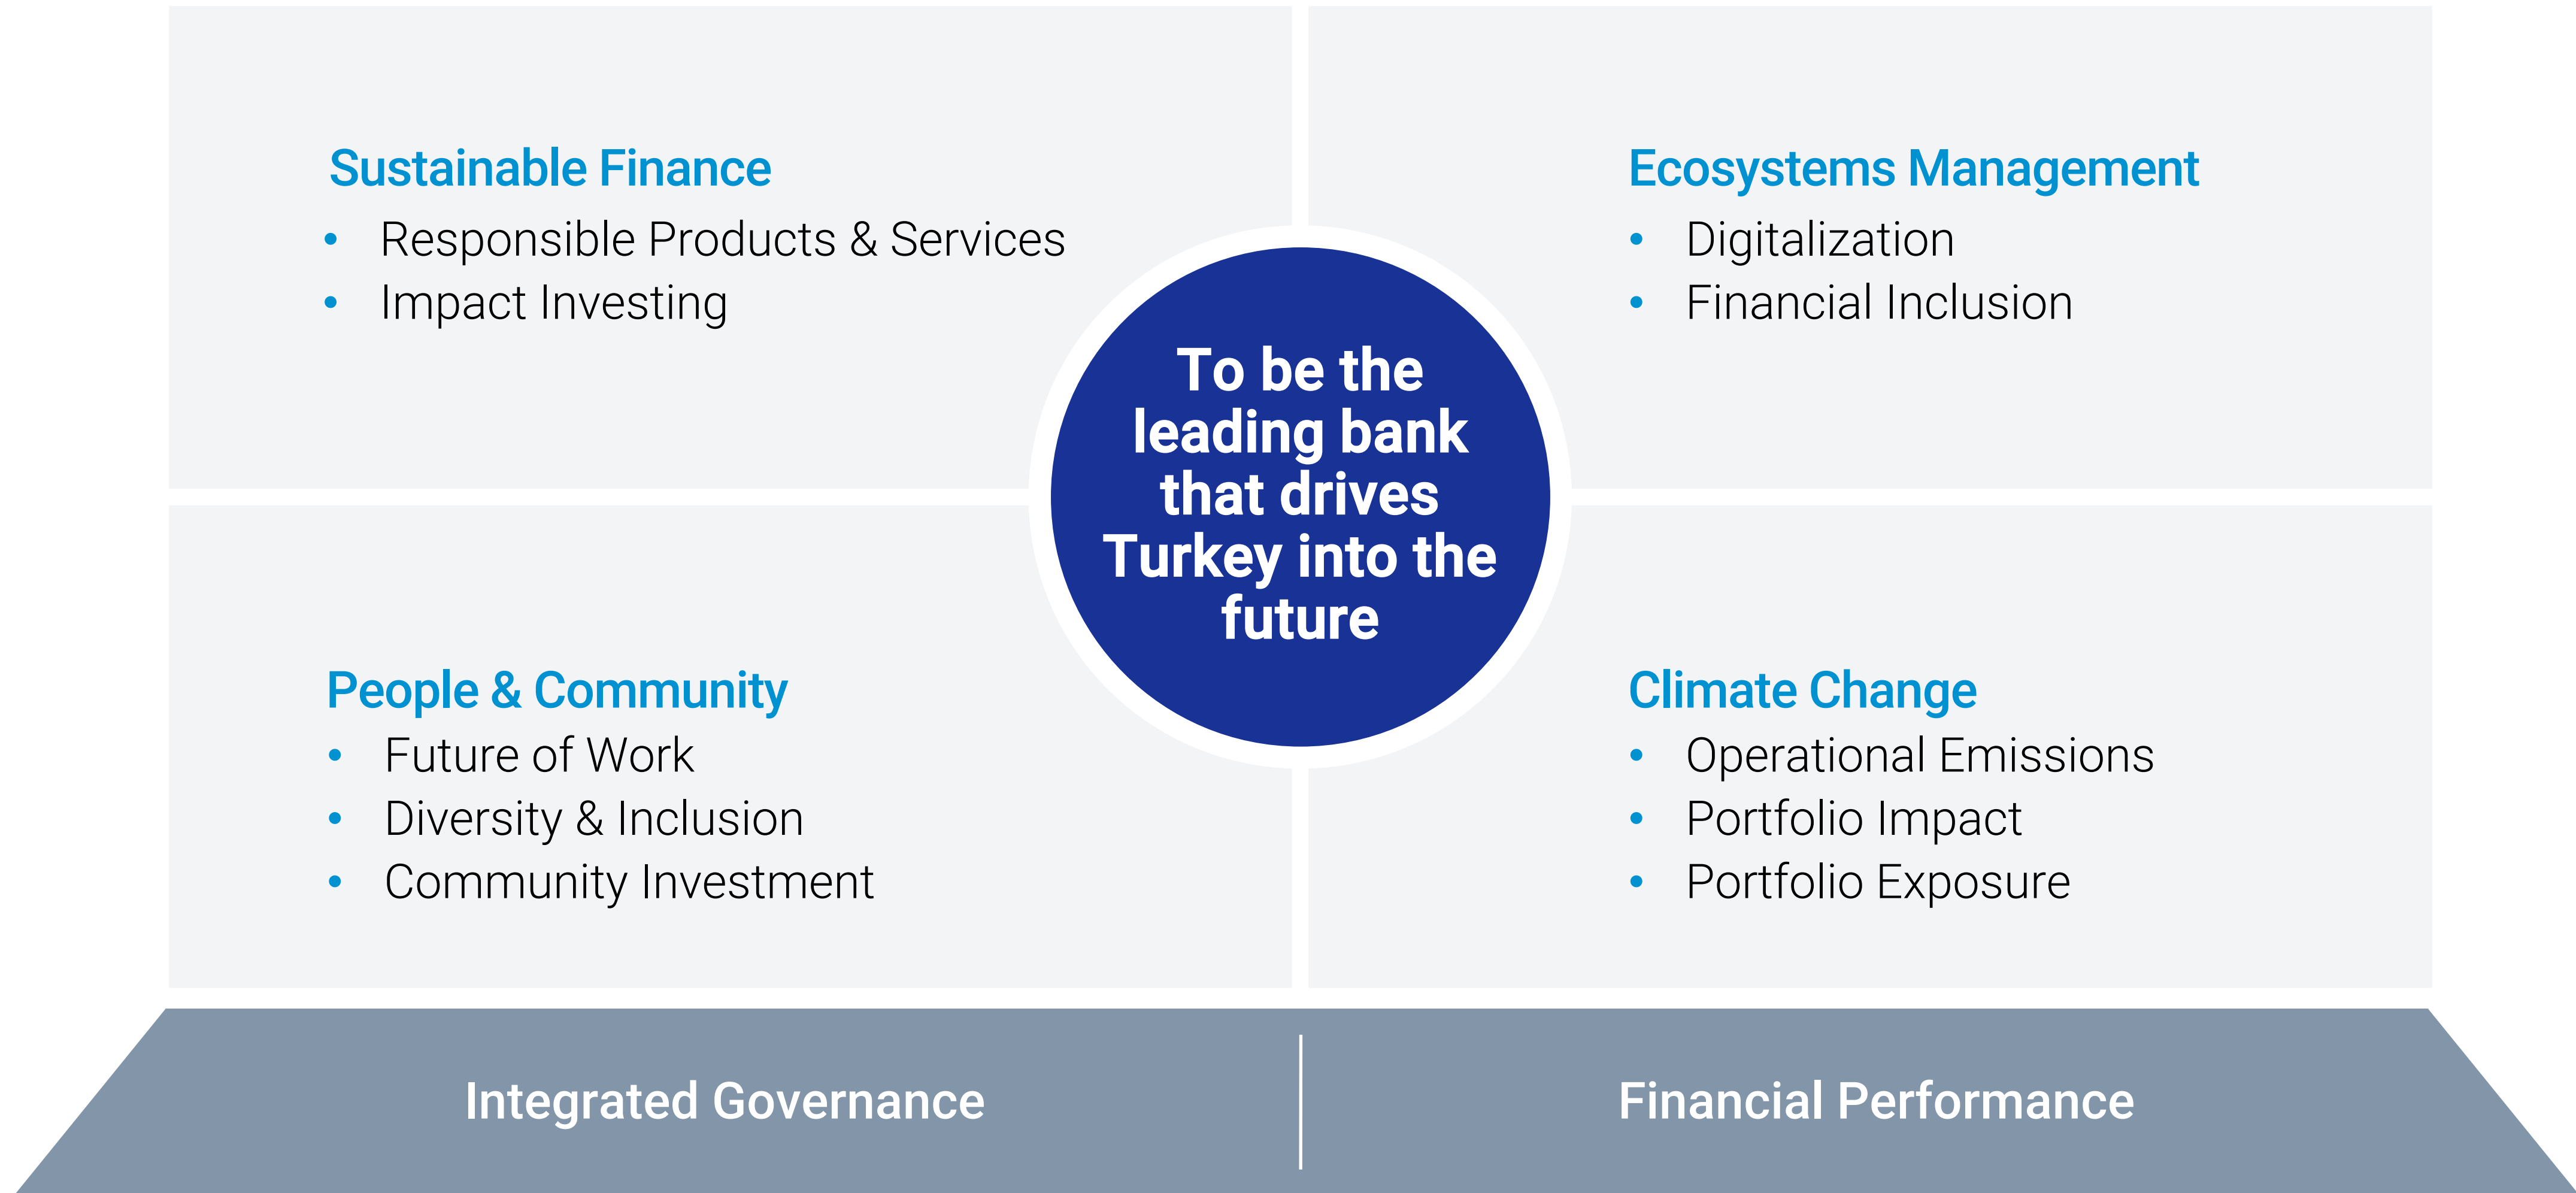 Sustainable Finance
• Responsible Products & Services
• Impact Investing
Ecosystems Management
• Digitalization
• Financial Inclusion
To be the
leading bank
that drives
Turkey into the
future
People & Community
• Future of Work
• Diversity & Inclusion
• Community Investment
Climate Change
• Operational Emissions
• Portfolio Impact
• Portfolio Exposure
Integrated Governance
Financial Performance